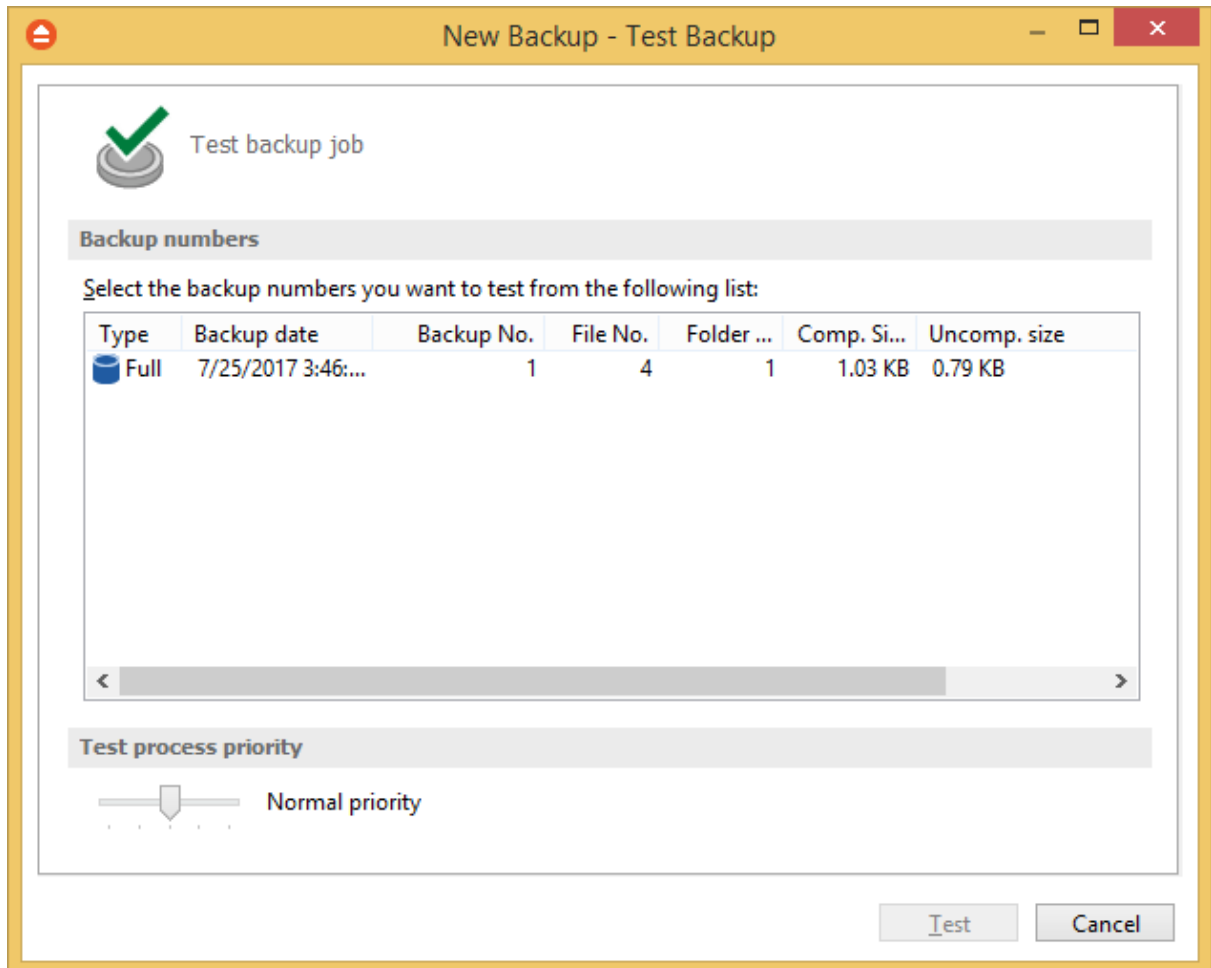 New Backup - Test Backup
Test backup job
Backup numbers
Select the backup numbers you want to test from the following list:
Type Backup date Backup No. File No. Folder ... Comp. Si... Uncomp. size
Full 7/25/2017 3:46:... 1 4 1 1.03 KB 0.79 KB
Test process priority
Normal priority
Test Cancel